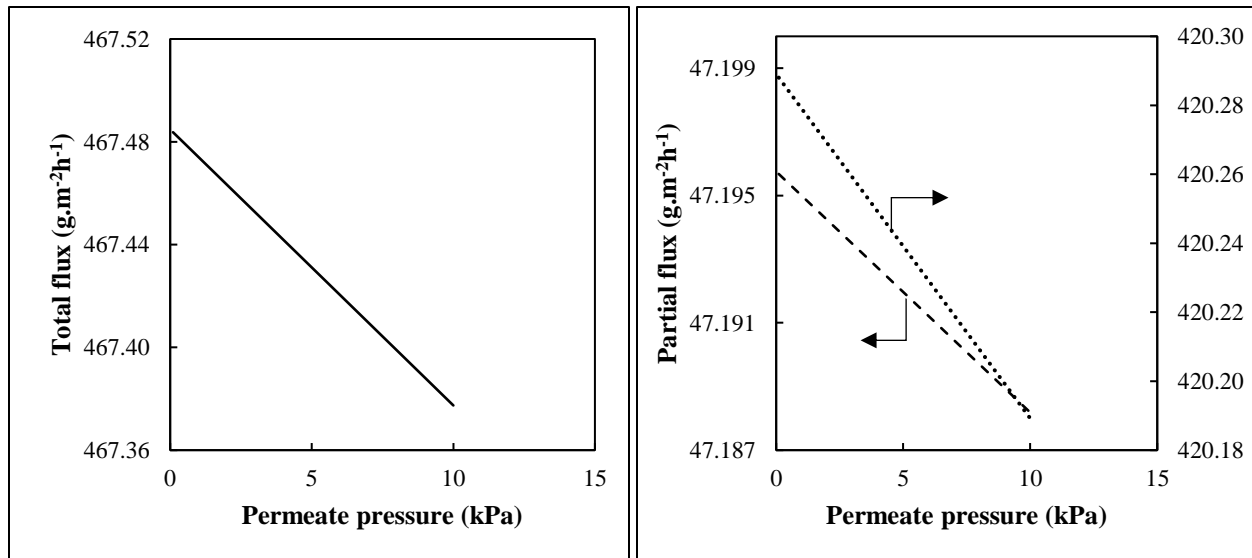 Total flux (g.m-2h-1)
467.52
467.48
467.44
467.40
467.36
0 5 10 15
Permeate pressure (kPa)
Partial flux (g.m-2h-1)
47.199
47.195
47.191
47.187
420.30
420.28
420.26
420.24
420.22
420.20
420.18
0 5 10 15
Permeate pressure (kPa)